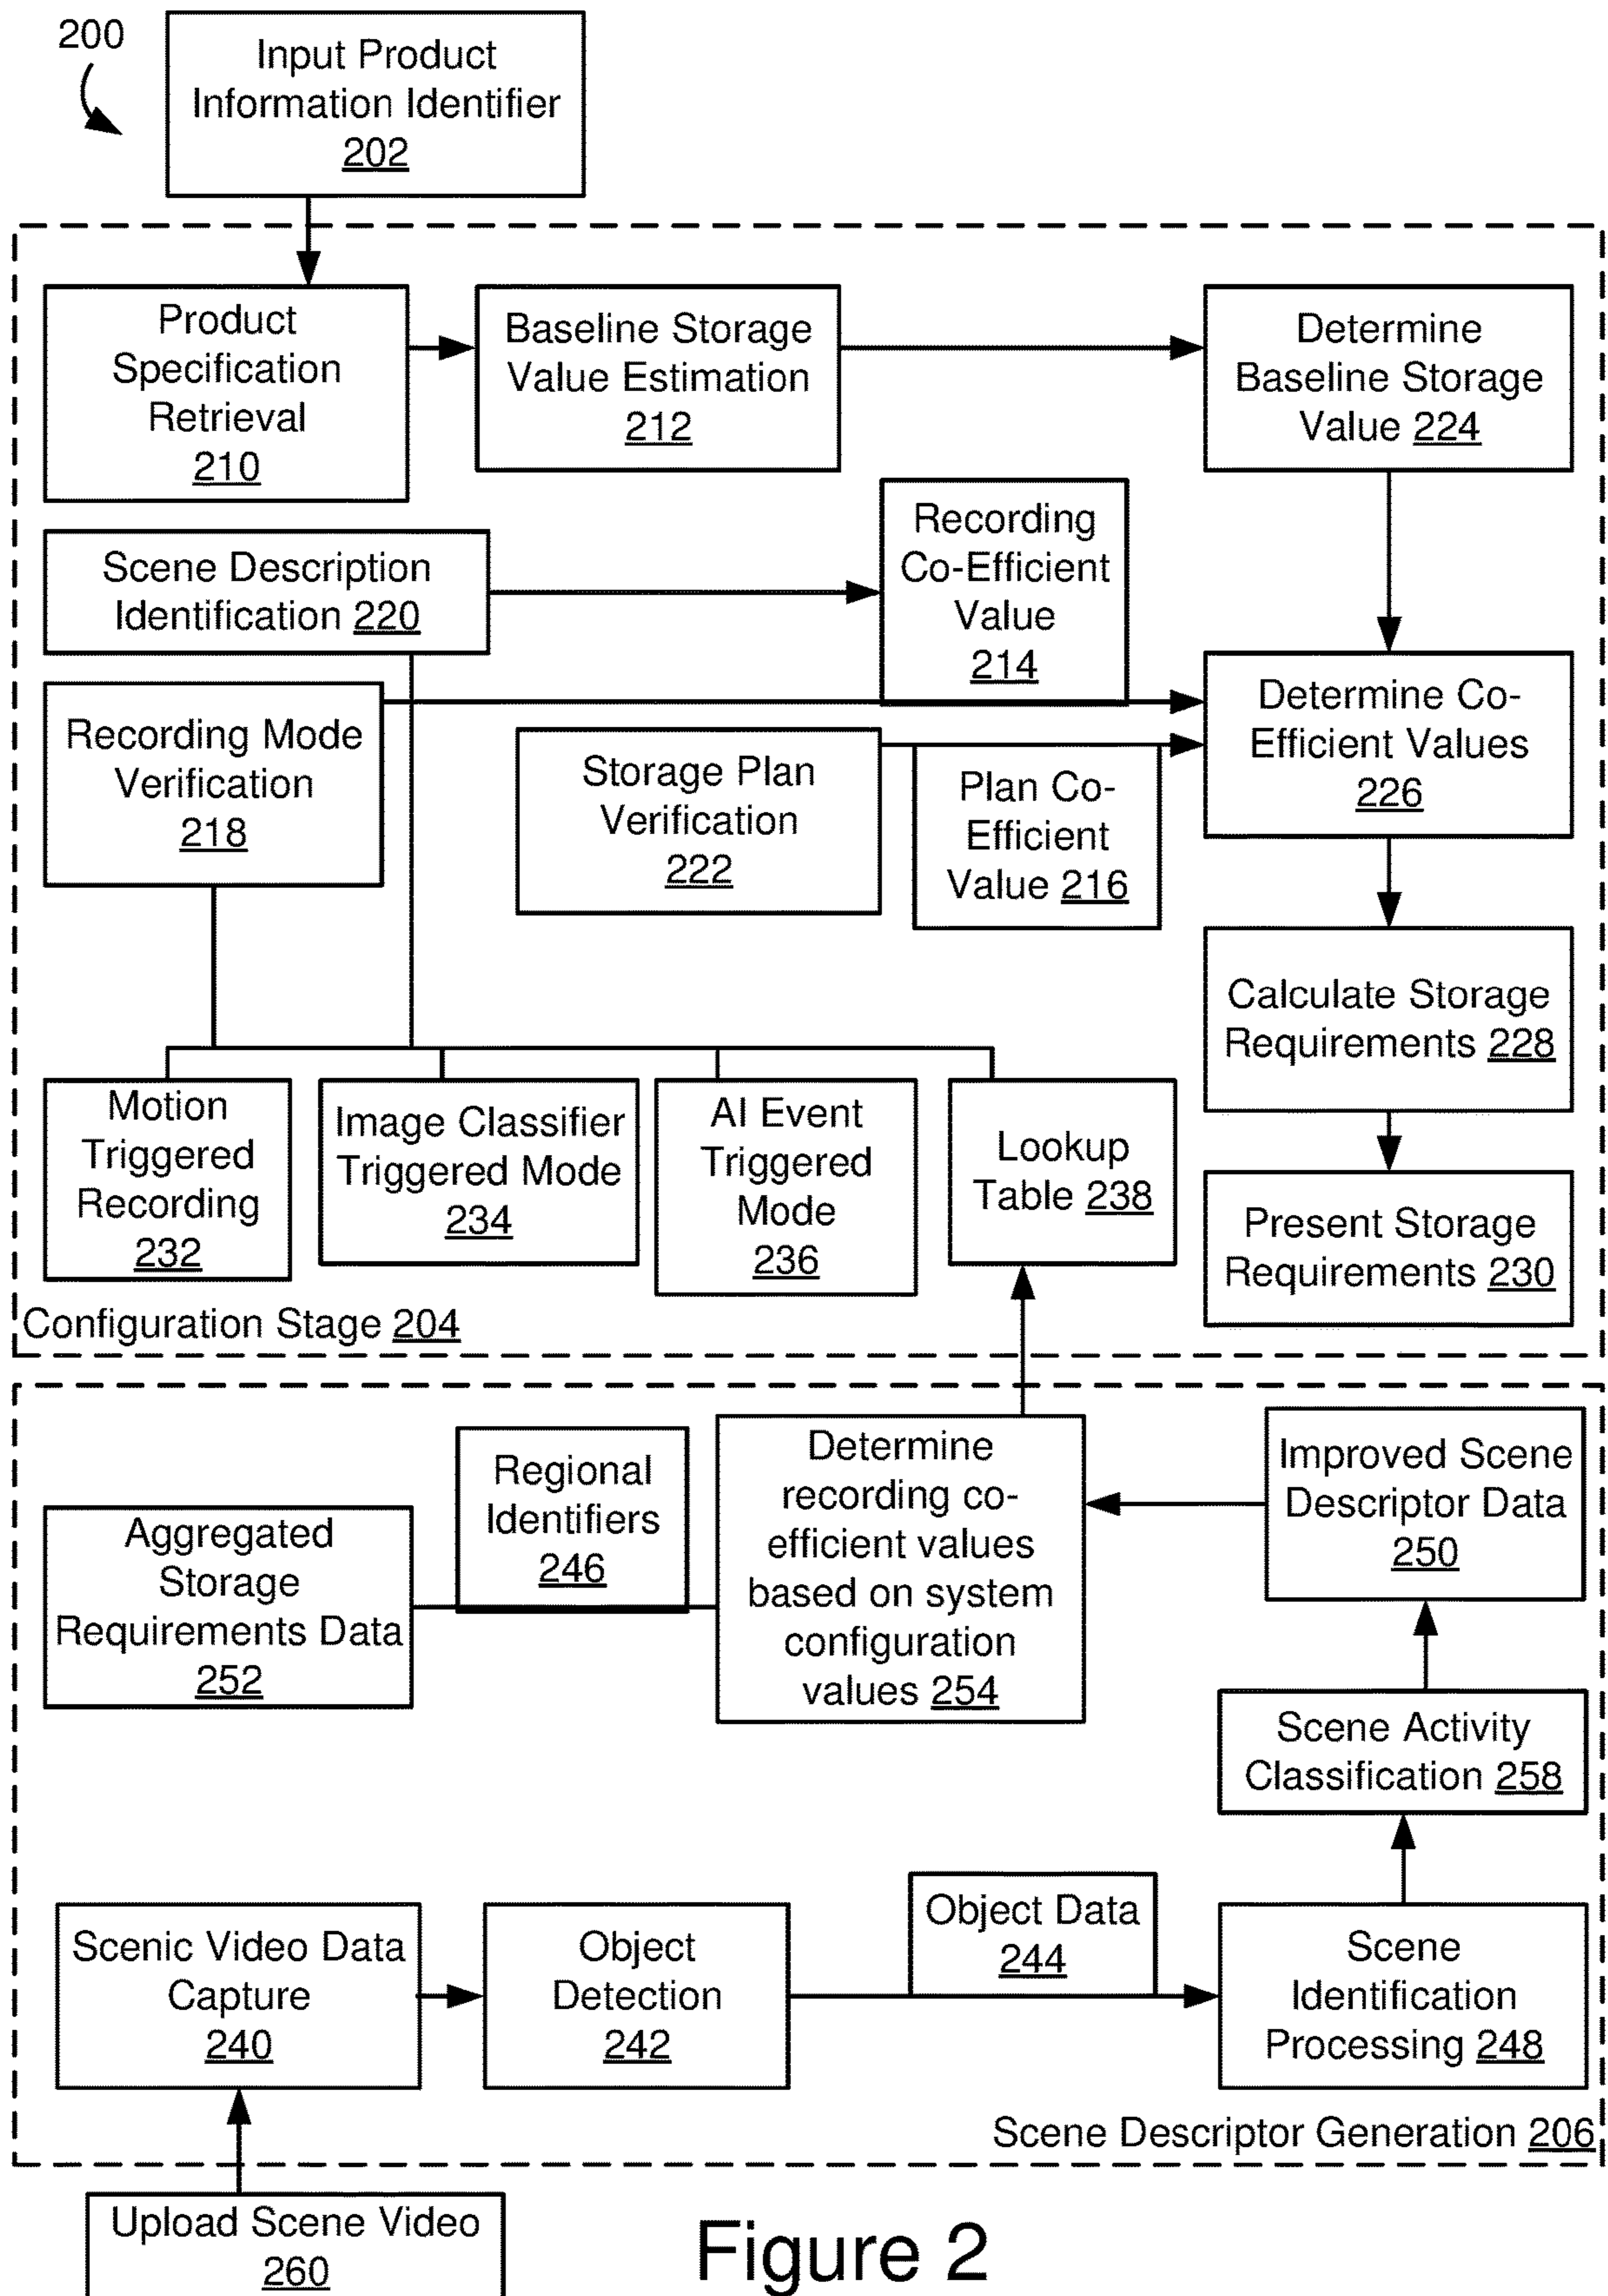 200
Input Product
Information Identifier
202
Product
Specification
Retrieval
210
Baseline Storage
Value Estimation
212
Determine
Baseline Storage
Value 224
Scene Description
Identification 220
Recording
Co-Efficient
Value
214
Recording Mode
Verification
218
Storage Plan
Verification
222
Plan Co-
Efficient
Value 216
Determine Co-
Efficient Values
226
Calculate Storage
Requirements 228
Motion
Triggered
Recording
232
Image Classifier
Triggered Mode
234
AI Event
Triggered
Mode
236
Lookup
Table 238
Present Storage
Requirements 230
Configuration Stage 204
Aggregated
Storage
Requirements Data
252
Regional
Identifiers
246
Determine
recording co-
efficient values
based on system
configuration
values 254
Improved Scene
Descriptor Data
250
Scene Activity
Classification 258
Scenic Video Data
Capture
240
Object
Detection
242
Object Data
244
Scene
Identification
Processing 248
Scene Descriptor Generation 206
Upload Scene Video
260
Figure 2